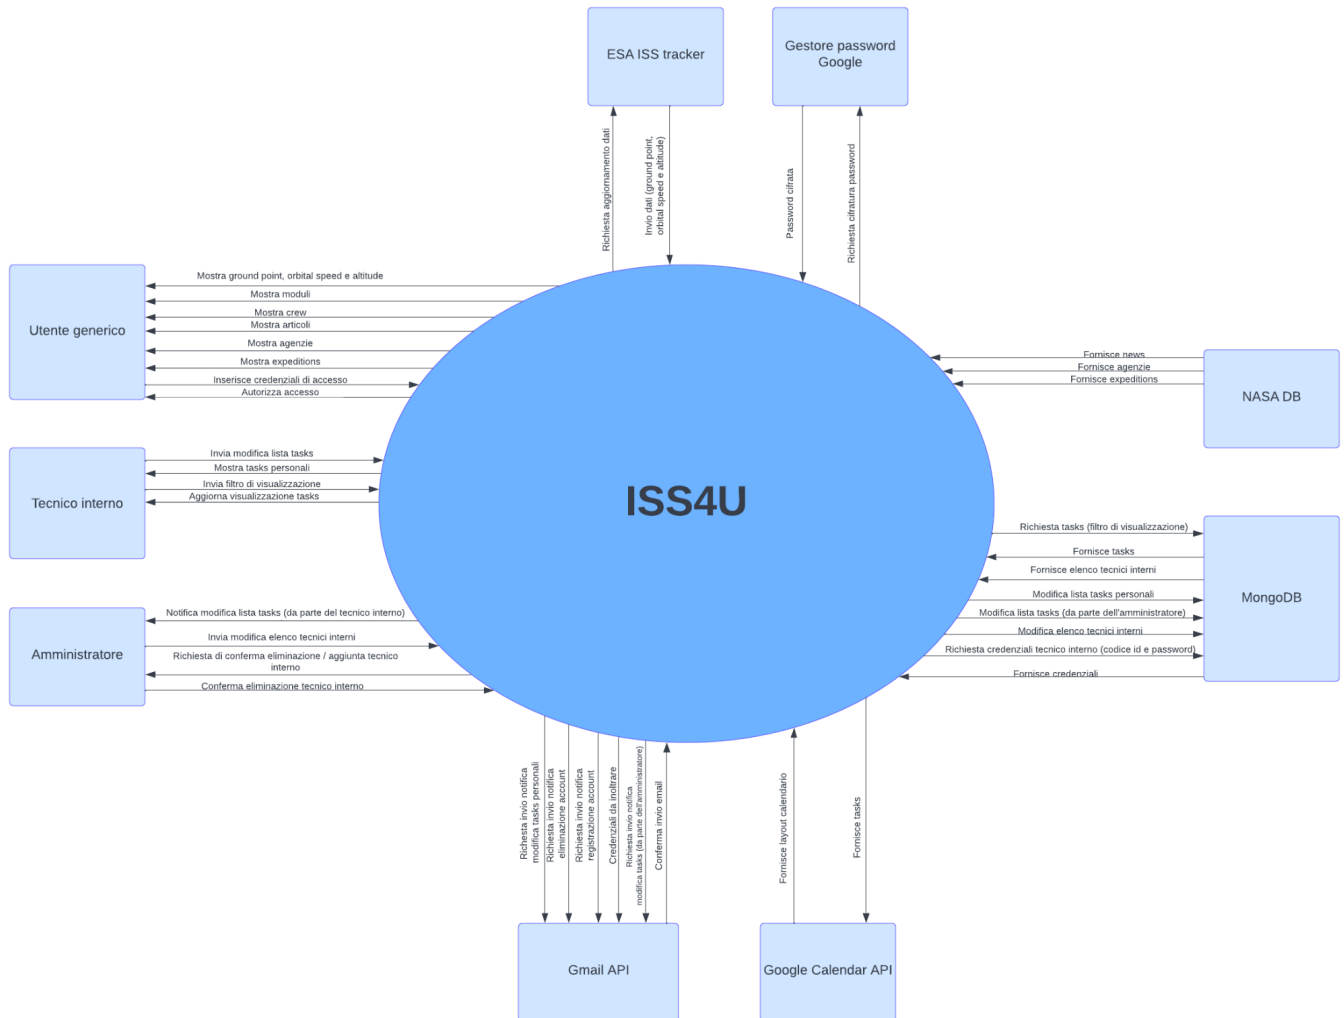 ESA ISS tracker
Gestore password
Google
Richiesta aggiornamento dati
Invio dati (ground point,
orbital speed e altitude)
Password cifrata
Richiesta cifratura password
Utente generico
Mostra ground point, orbital speed e altitude
Mostra moduli
Mostra crew
Mostra articoli
Mostra agenzie
Mostra expeditions
Inserisce credenziali di accesso
Autorizza accesso
Fornisce news
Fornisce agenzie
Fornisce expeditions
NASA DB
Tecnico interno
Invia modifica lista tasks
Mostra tasks personali
Invia filtro di visualizzazione
Aggiorna visualizzazione tasks
ISS4U
Richiesta tasks (filtro di visualizzazione)
Fornisce tasks
Fornisce elenco tecnici interni
Modifica lista tasks personali
Modifica lista tasks (da parte dell'amministratore)
Modifica elenco tecnici interni
Richiesta credenziali tecnico interno (codice id e password)
Fornisce credenziali
MongoDB
Amministratore
Notifica modifica lista tasks (da parte del tecnico interno)
Invia modifica elenco tecnici interni
Richiesta di conferma eliminazione / aggiunta tecnico
interno
Conferma eliminazione tecnico interno
Richesta invio notifica
modifica tasks personali
Richiesta invio notifica
eliminazione account
Richiesta invio notifica
registrazione account
Credenziali da inoltrare
Richiesta invio notifica
modifica tasks (da parte dell'amministratore)
Conferma invio email
Fornisce layout calendario
Fornisce tasks
Gmail API
Google Calendar API